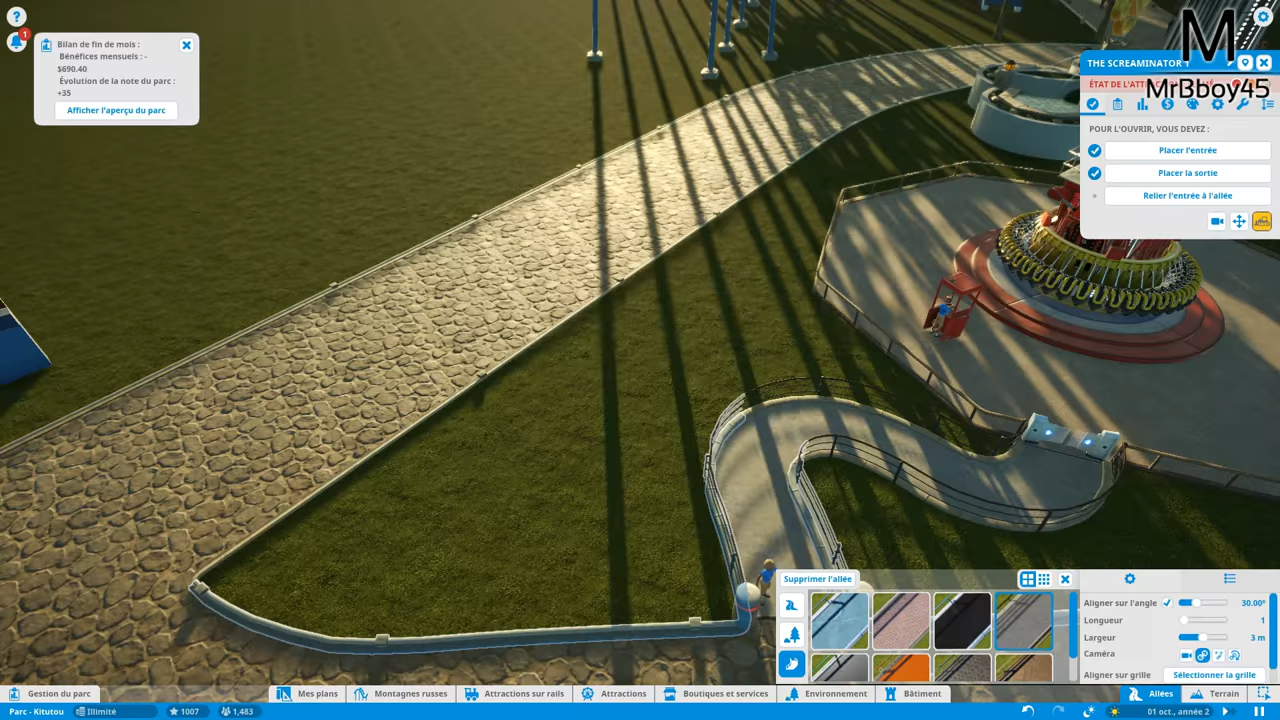 ?
1
Bilan de fin de mois :
Bénéfices mensuels : -
$690.40
Évolution de la note du parc :
+35
Afficher l'aperçu du parc
M
MrBboy45
THE SCREAMINATOR 1
POUR L'OUVRIR, VOUS DEVEZ :
Placer l'entrée
Placer la sortie
Relier l'entrée à l'allée
Supprimer l'allée
Aligner sur l'angle
30.00°
Longueur
1
Largeur
3 m
Caméra
Aligner sur grille
Sélectionner la grille
Gestion du parc
Mes plans
Montagnes russes
Attractions sur rails
Attractions
Boutiques et services
Environnement
Bâtiment
Allées
Terrain
Parc - Kitutou
Illimité
1007
1,483
01 oct., année 2